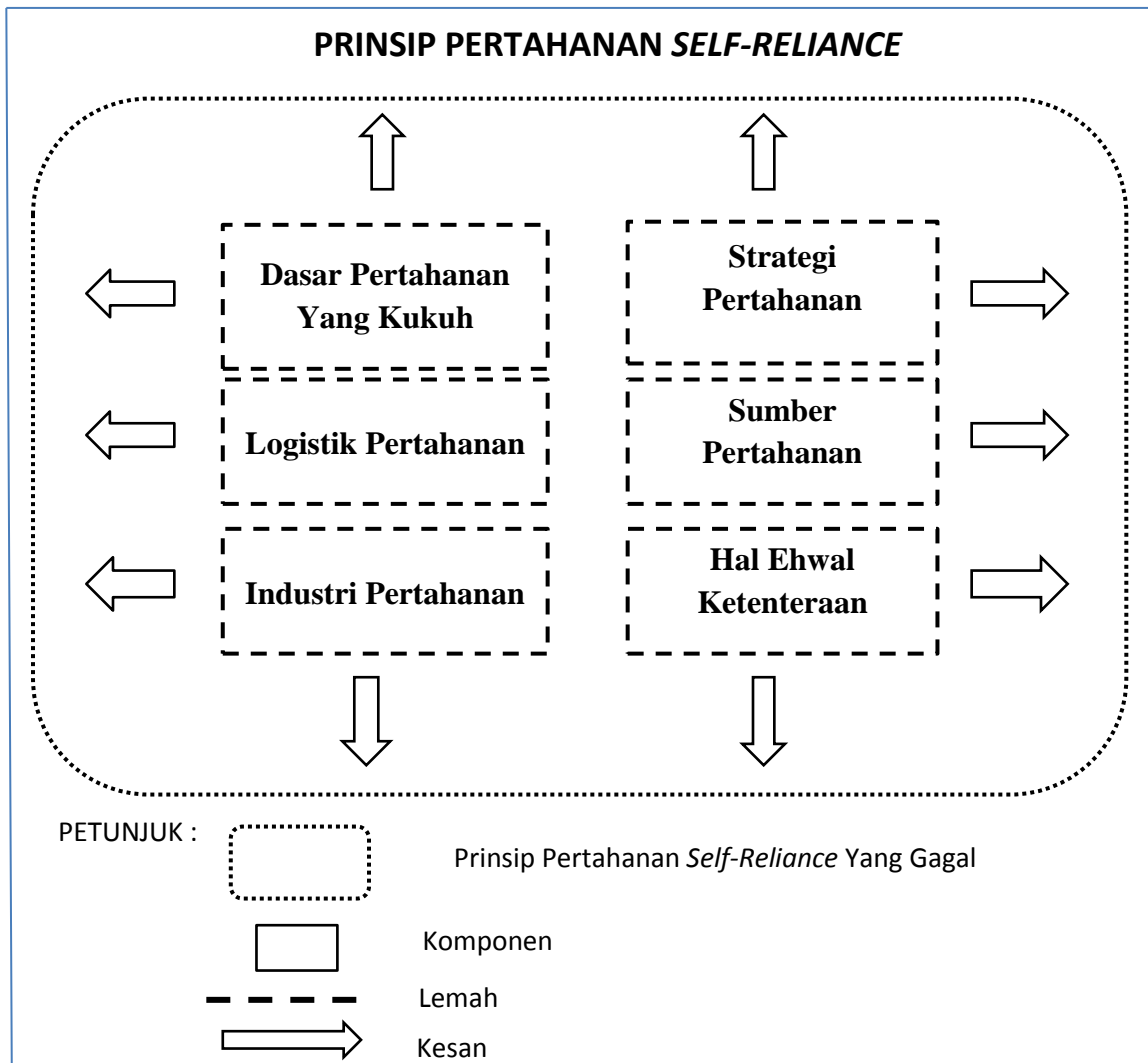 PRINSIP PERTAHANAN SELF-RELIANCE
Dasar Pertahanan
Yang Kukuh
Strategi
Pertahanan
Logistik Pertahanan
Sumber
Pertahanan
Industri Pertahanan
Hal Ehwal
Ketenteraan
PETUNJUK :
Prinsip Pertahanan Self-Reliance Yang Gagal
Komponen
Lemah
Kesan